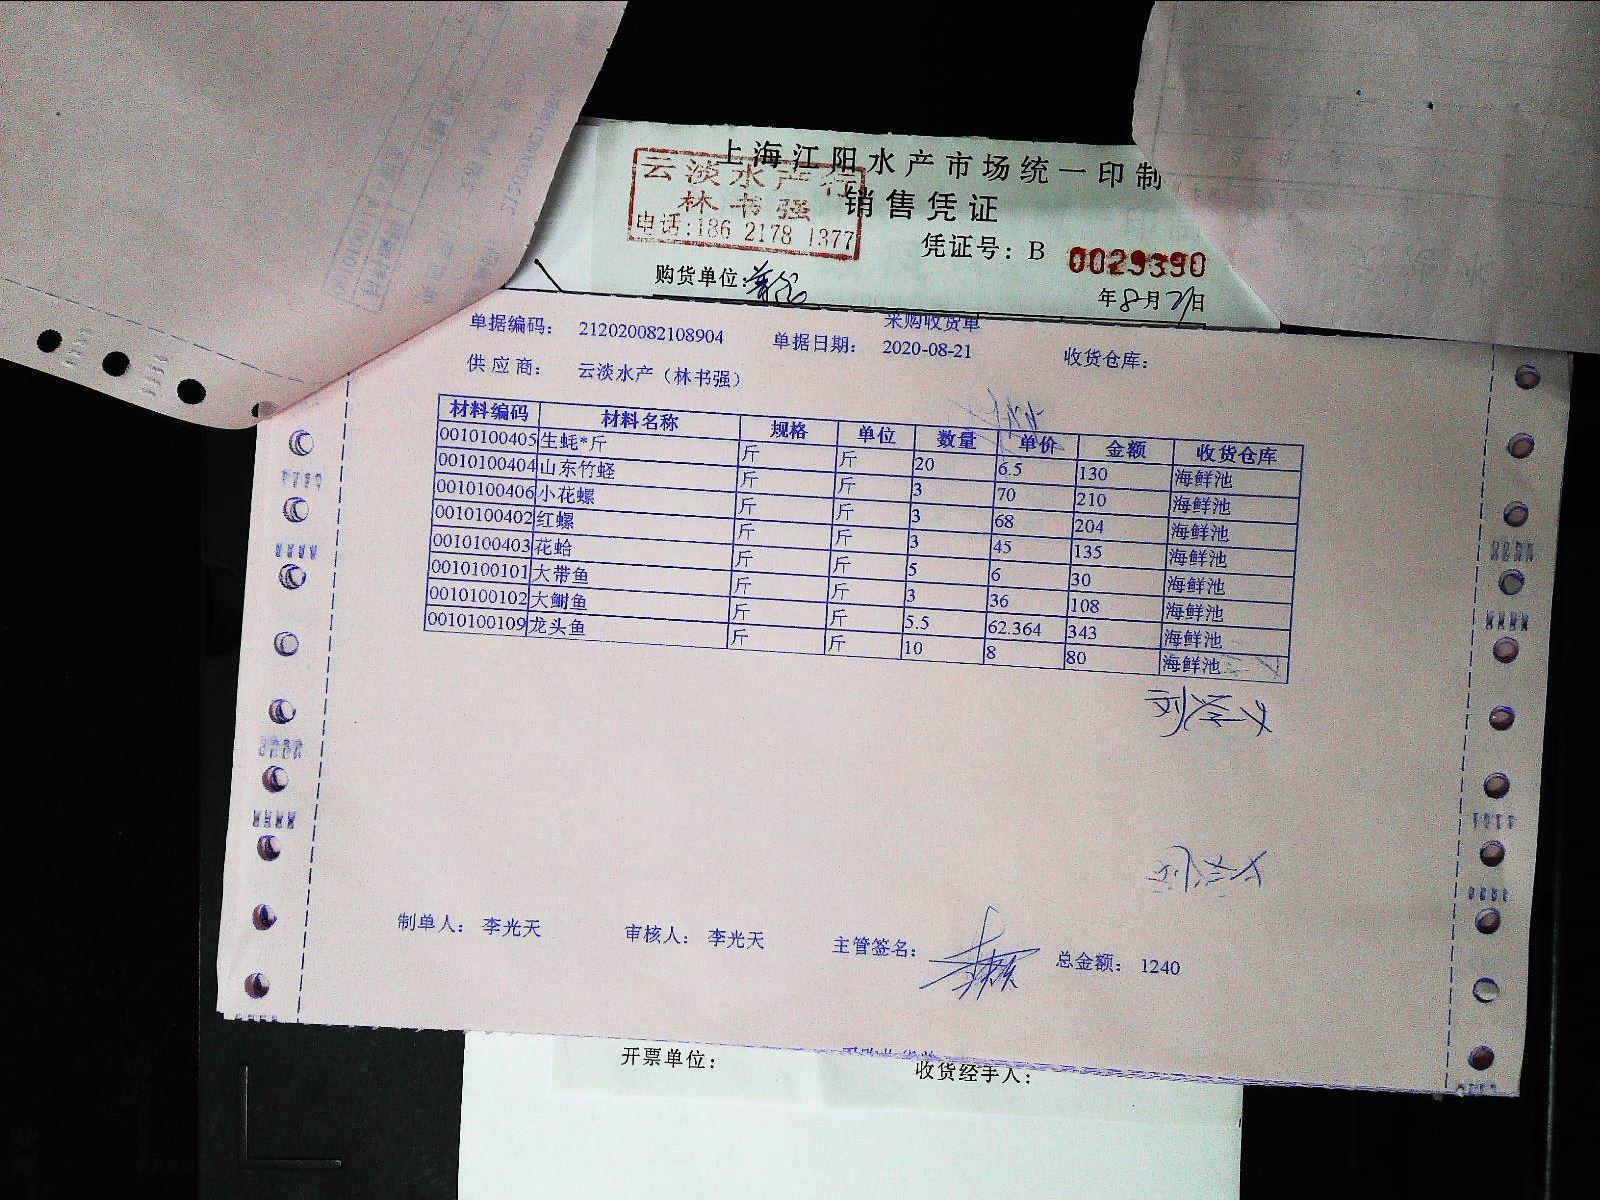 上海江阳水产市场统一印制
云淡水产行
林书强
电话:186 2178 1377
销售凭证
凭证号: B 0029390
购货单位:
年8月21日
采购收货单
单据编码: 212020082108904 单据日期: 2020-08-21 收货仓库:
供应商: 云淡水产（林书强）
材料编码 材料名称 规格 单位 数量 单价 金额 收货仓库
0010100405 生蚝*斤 斤 斤 20 6.5 130 海鲜池
0010100404 山东竹蛏 斤 斤 3 70 210 海鲜池
0010100406 小花螺 斤 斤 3 68 204 海鲜池
0010100402 红螺 斤 斤 3 45 135 海鲜池
0010100403 花蛤 斤 斤 5 6 30 海鲜池
0010100101 大带鱼 斤 斤 3 36 108 海鲜池
0010100102 大鲥鱼 斤 斤 5.5 62.364 343 海鲜池
0010100109 龙头鱼 斤 斤 10 8 80 海鲜池
制单人: 李光天 审核人: 李光天 主管签名: 总金额: 1240
开票单位: 收货经手人: